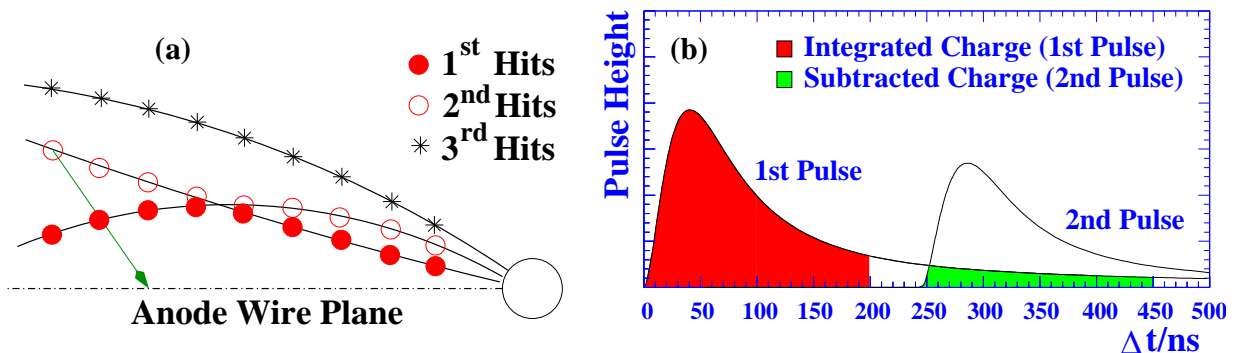 (a)
1st Hits
2nd Hits
3rd Hits
Anode Wire Plane
(b)
Integrated Charge (1st Pulse)
Subtracted Charge (2nd Pulse)
Pulse Height
1st Pulse
2nd Pulse
0 50 100 150 200 250 300 350 400 450 500
Δt/ns